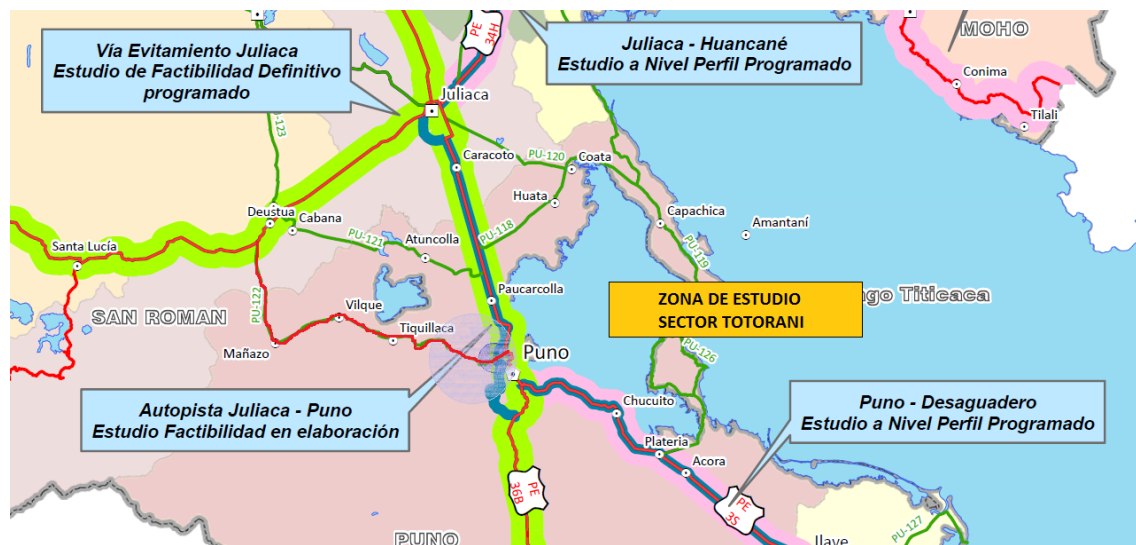 Vía Evitamiento Juliaca
Estudio de Factibilidad Definitivo
programado
PE
34H
Juliaca - Huancané
Estudio a Nivel Perfil Programado
MOHO
Conima
Tilali
Juliaca
PU-120
Caracoto
Coata
Huata
Deustua
Cabana
PU-121
Atuncolla
PU-118
Capachica
Amantaní
PU-119
Santa Lucía
PU-122
Paucarcolla
ZONA DE ESTUDIO
SECTOR TOTORANI
ago Titicaca
SAN ROMAN
Vilque
Tiquillaca
Mañazo
Puno
PU-126
Autopista Juliaca - Puno
Estudio Factibilidad en elaboración
Chucuito
Puno - Desaguadero
Estudio a Nivel Perfil Programado
Plateria
Acora
PE
36B
PE
3S
PU-127
PUNO
Ilave